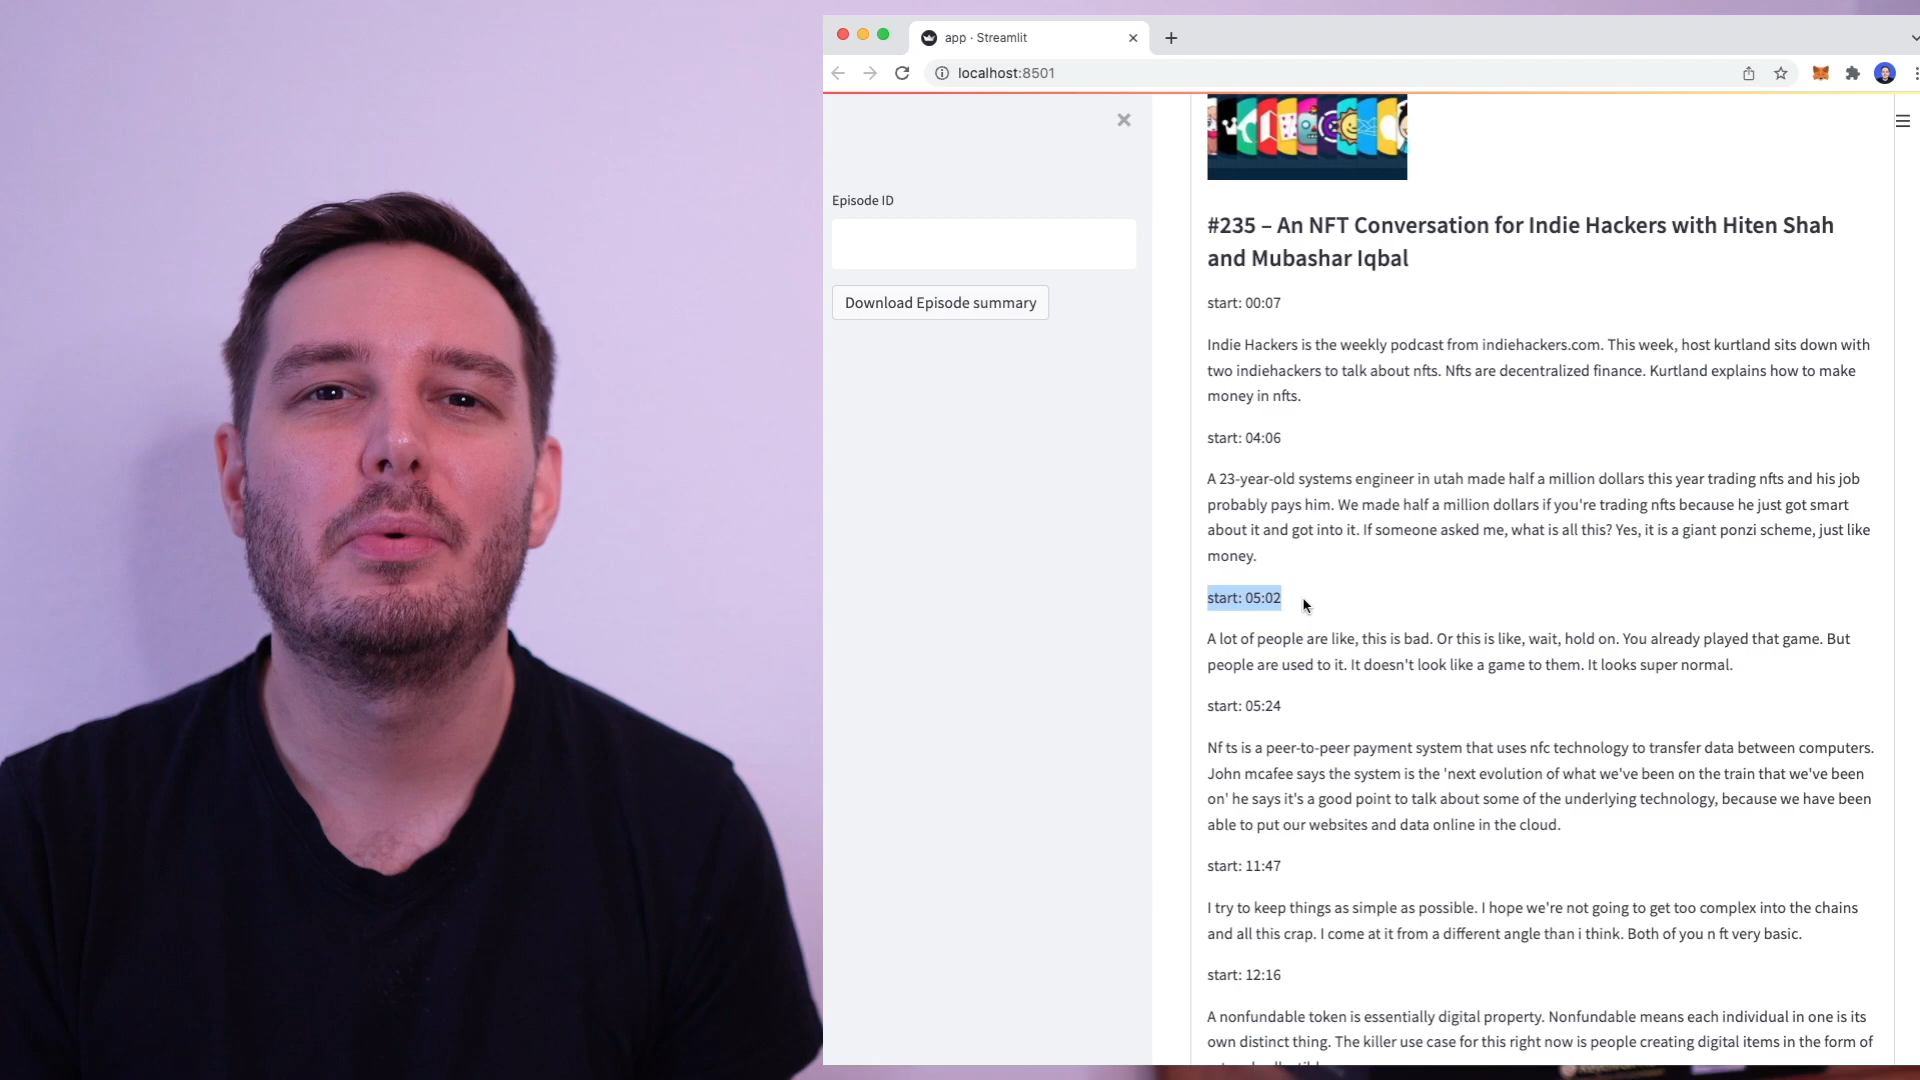 app · Streamlit
localhost:8501
Episode ID
Download Episode summary
#235 – An NFT Conversation for Indie Hackers with Hiten Shah
and Mubashar Iqbal
start: 00:07
Indie Hackers is the weekly podcast from indiehackers.com. This week, host kurtland sits down with
two indiehackers to talk about nfts. Nfts are decentralized finance. Kurtland explains how to make
money in nfts.
start: 04:06
A 23-year-old systems engineer in utah made half a million dollars this year trading nfts and his job
probably pays him. We made half a million dollars if you're trading nfts because he just got smart
about it and got into it. If someone asked me, what is all this? Yes, it is a giant ponzi scheme, just like
money.
start: 05:02
A lot of people are like, this is bad. Or this is like, wait, hold on. You already played that game. But
people are used to it. It doesn't look like a game to them. It looks super normal.
start: 05:24
Nf ts is a peer-to-peer payment system that uses nfc technology to transfer data between computers.
John mcafee says the system is the 'next evolution of what we've been on the train that we've been
on' he says it's a good point to talk about some of the underlying technology, because we have been
able to put our websites and data online in the cloud.
start: 11:47
I try to keep things as simple as possible. I hope we're not going to get too complex into the chains
and all this crap. I come at it from a different angle than i think. Both of you n ft very basic.
start: 12:16
A nonfundable token is essentially digital property. Nonfundable means each individual in one is its
own distinct thing. The killer use case for this right now is people creating digital items in the form of